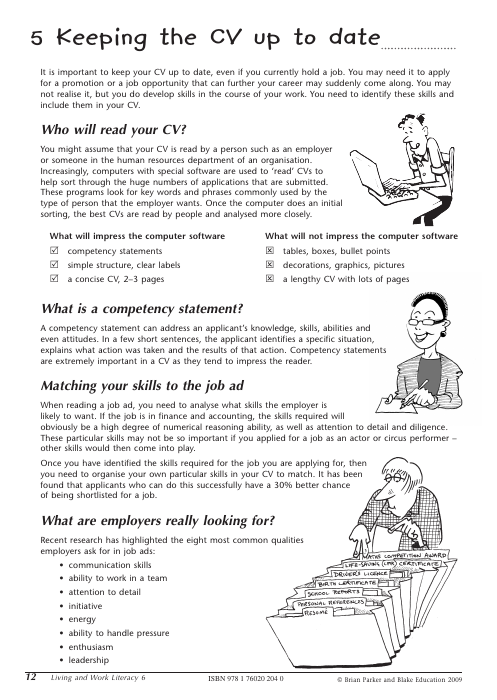 5 Keeping the CV up to date
It is important to keep your CV up to date, even if you currently hold a job. You may need it to apply
for a promotion or a job opportunity that can further your career may suddenly come along. You may
not realise it, but you do develop skills in the course of your work. You need to identify these skills and
include them in your CV.
Who will read your CV?
You might assume that your CV is read by a person such as an employer
or someone in the human resources department of an organisation.
Increasingly, computers with special software are used to ‘read’ CVs to
help sort through the huge numbers of applications that are submitted.
These programs look for key words and phrases commonly used by the
type of person that the employer wants. Once the computer does an initial
sorting, the best CVs are read by people and analysed more closely.
What will impress the computer software
☑ competency statements
☑ simple structure, clear labels
☑ a concise CV, 2–3 pages
What will not impress the computer software
☒ tables, boxes, bullet points
☒ decorations, graphics, pictures
☒ a lengthy CV with lots of pages
What is a competency statement?
A competency statement can address an applicant’s knowledge, skills, abilities and
even attitudes. In a few short sentences, the applicant identifies a specific situation,
explains what action was taken and the results of that action. Competency statements
are extremely important in a CV as they tend to impress the reader.
Matching your skills to the job ad
When reading a job ad, you need to analyse what skills the employer is
likely to want. If the job is in finance and accounting, the skills required will
obviously be a high degree of numerical reasoning ability, as well as attention to detail and diligence.
These particular skills may not be so important if you applied for a job as an actor or circus performer –
other skills would then come into play.
Once you have identified the skills required for the job you are applying for, then
you need to organise your own particular skills in your CV to match. It has been
found that applicants who can do this successfully have a 30% better chance
of being shortlisted for a job.
What are employers really looking for?
Recent research has highlighted the eight most common qualities
employers ask for in job ads:
• communication skills
• ability to work in a team
• attention to detail
• initiative
• energy
• ability to handle pressure
• enthusiasm
• leadership
MATHS COMPETITION AWARD
LIFE-SAVING (CPR) CERTIFICATE
DRIVER'S LICENCE
BIRTH CERTIFICATE
SCHOOL REPORTS
PERSONAL REFERENCES
RESUME
12 Living and Work Literacy 6
ISBN 978 1 76020 204 0
© Brian Parker and Blake Education 2009